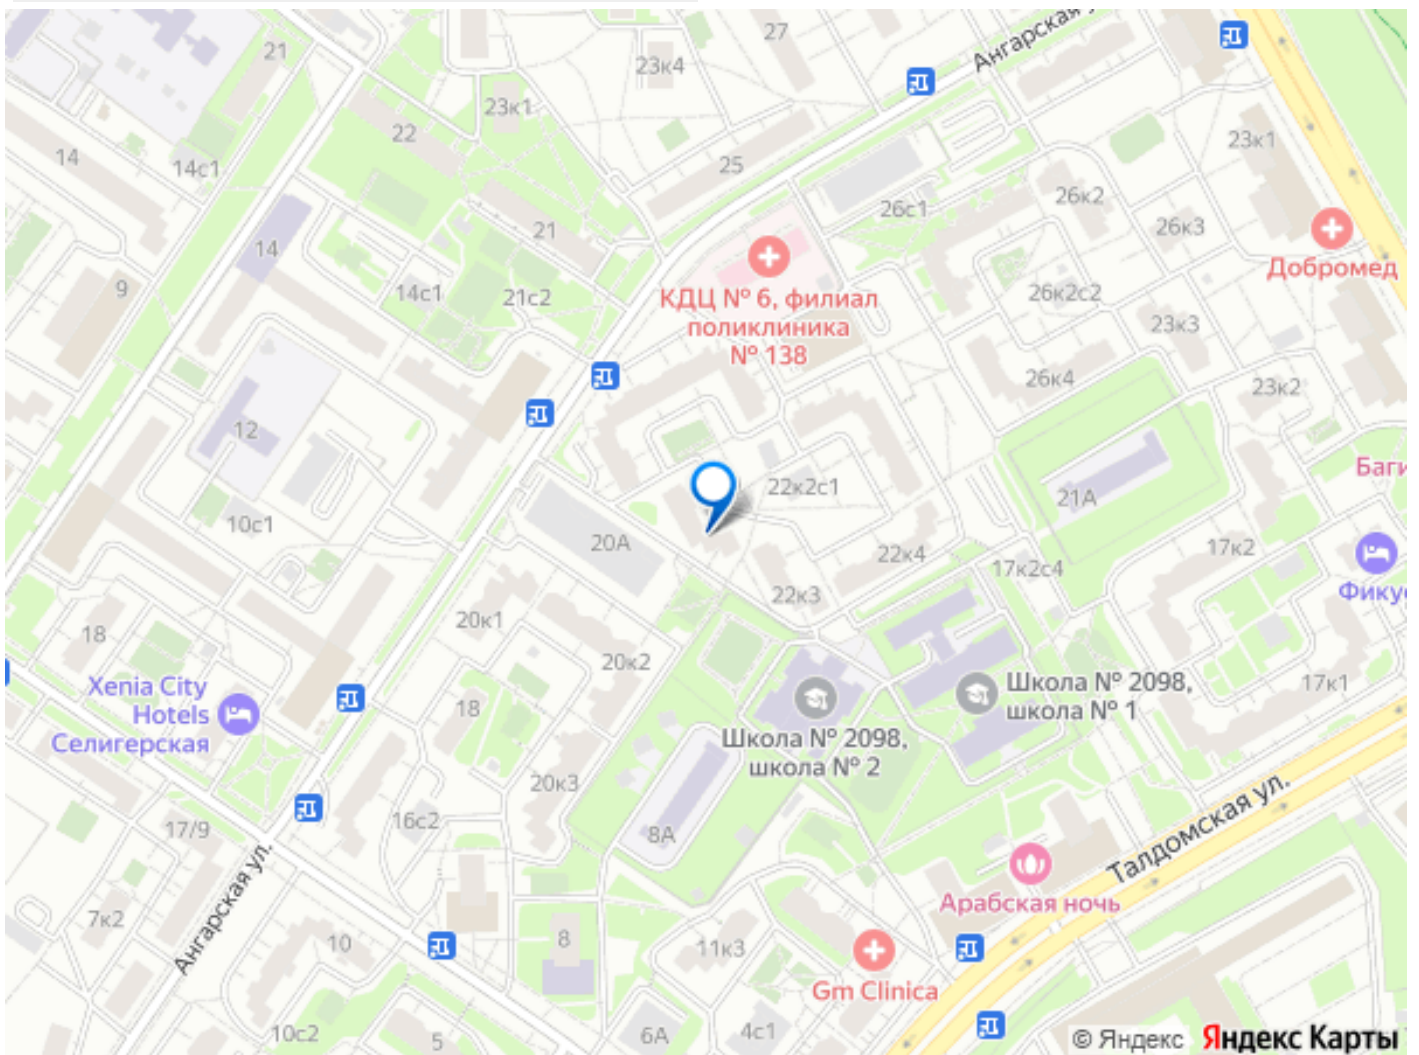 27
Ангарская у
21
23к4
23к1
22
23к1
14
14с1
25
26к2
26с1
26к3
21
14
Добромед
9
14с1
21с2
КДЦ № 6, филиал
поликлиника
№ 138
26к2с2
23к3
26к4
23к2
12
Баги
22к2с1
21А
10с1
20А
22к4
17к2
17к2с4
22к3
Фикус
20к1
18
20к2
Xenia City
Hotels
Селигерская
18
Школа № 2098,
школа № 1
17к1
Школа № 2098,
школа № 2
20к3
17/9
16с2
8А
Талдомская ул.
Ангарская ул.
Арабская ночь
7к2
10
8
11к3
Gm Clinica
10с2
5
6А
4с1
© Яндекс Яндекс Карты